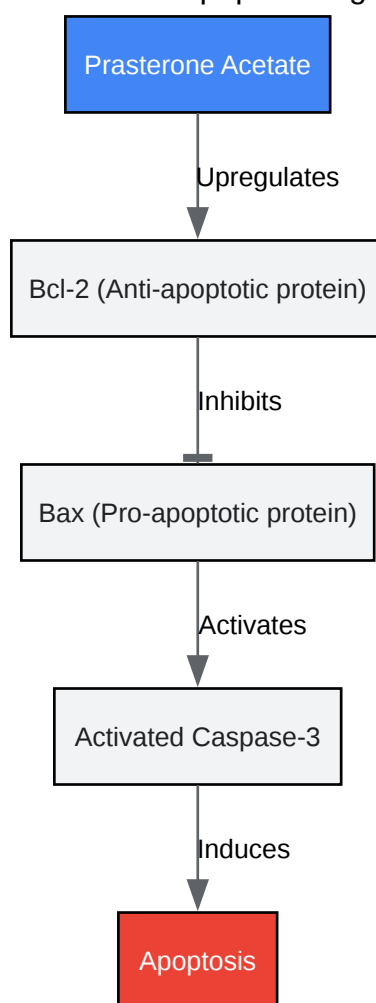 Prasterone Acetate
Upregulates
Bcl-2 (Anti-apoptotic protein)
Inhibits
Bax (Pro-apoptotic protein)
Activates
Activated Caspase-3
Induces
Apoptosis